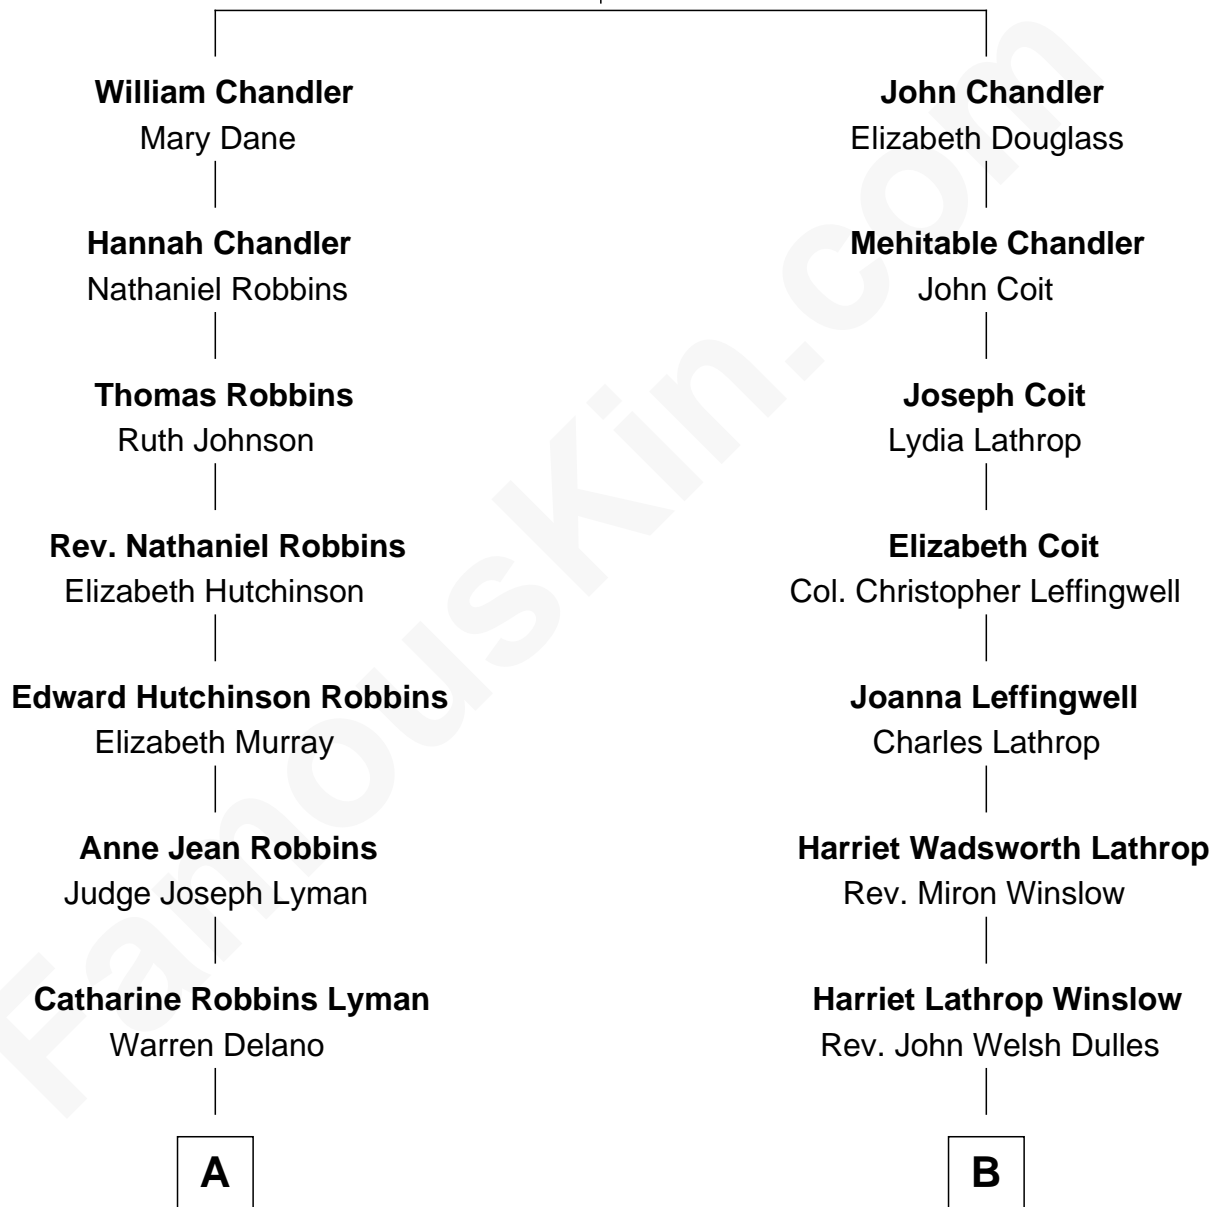 William Chandler
Mary Dane
Hannah Chandler
Nathaniel Robbins
Thomas Robbins
Ruth Johnson
Rev. Nathaniel Robbins
Elizabeth Hutchinson
Edward Hutchinson Robbins
Elizabeth Murray
Anne Jean Robbins
Judge Joseph Lyman
Catharine Robbins Lyman
Warren Delano
A
John Chandler
Elizabeth Douglass
Mehitable Chandler
John Coit
Joseph Coit
Lydia Lathrop
Elizabeth Coit
Col. Christopher Leffingwell
Joanna Leffingwell
Charles Lathrop
Harriet Wadsworth Lathrop
Rev. Miron Winslow
Harriet Lathrop Winslow
Rev. John Welsh Dulles
B
FamousKin.com